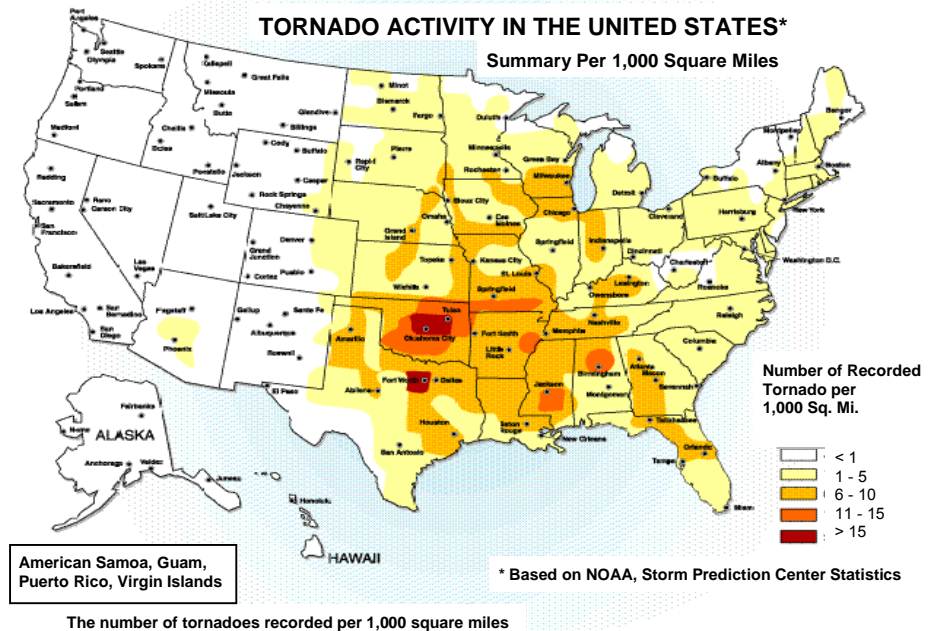 TORNADO ACTIVITY IN THE UNITED STATES*
Summary Per 1,000 Square Miles
Port Angeles
Seattle
Olympia
Spokane
Kalispell
Great Falls
Missoula
Butte
Glendive
Billings
Minot
Bismarck
Fargo
Duluth
Portland
Salem
Medford
Challis
Boise
Pocatello
Cody
Buffalo
Jackson
Casper
Rock Springs
Cheyenne
Rapid City
Pierre
Minneapolis
Rochester
Green Bay
Milwaukee
Montpelier
Bangor
Albany
Boston
Buffalo
Detroit
Redding
Sacramento
San Francisco
Reno
Carson City
Salt Lake City
Sioux City
Omaha
Des Moines
Grand Island
Chicago
Cleveland
Harrisburg
New York
Bakersfield
Las Vegas
Grand Junction
Denver
Cortez
Pueblo
Topeka
Kansas City
Springfield
Indianapolis
Cincinnati
Charleston
Washington D.C.
Roanoke
Los Angeles
San Bernardino
San Diego
Flagstaff
Phoenix
Gallup
Santa Fe
Albuquerque
Roswell
El Paso
Wichita
St. Louis
Springfield
Lexington
Owensboro
Nashville
Raleigh
Tulsa
Oklahoma City
Amarillo
Fort Smith
Little Rock
Memphis
Columbia
Fort Worth
Dallas
Abilene
Jackson
Birmingham
Montgomery
Atlanta
Macon
Savannah
Houston
San Antonio
Baton Rouge
New Orleans
Tallahassee
Orlando
Tampa
Miami
Fairbanks
Nome
ALASKA
Anchorage
Valdez
Juneau
Honolulu
HAWAII
Number of Recorded
Tornado per
1,000 Sq. Mi.
< 1
1 - 5
6 - 10
11 - 15
> 15
American Samoa, Guam,
Puerto Rico, Virgin Islands
* Based on NOAA, Storm Prediction Center Statistics
The number of tornadoes recorded per 1,000 square miles